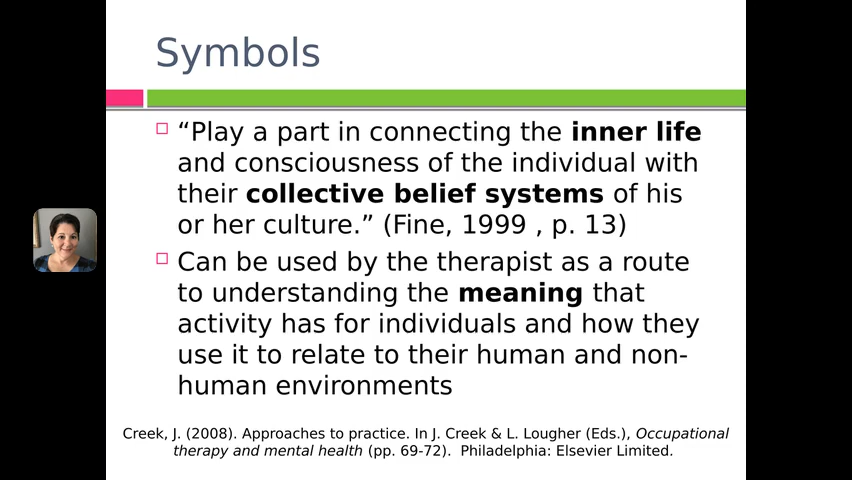 Symbols
“Play a part in connecting the inner life
and consciousness of the individual with
their collective belief systems of his
or her culture.” (Fine, 1999 , p. 13)
Can be used by the therapist as a route
to understanding the meaning that
activity has for individuals and how they
use it to relate to their human and non-
human environments
Creek, J. (2008). Approaches to practice. In J. Creek & L. Lougher (Eds.), Occupational
therapy and mental health (pp. 69-72).  Philadelphia: Elsevier Limited.